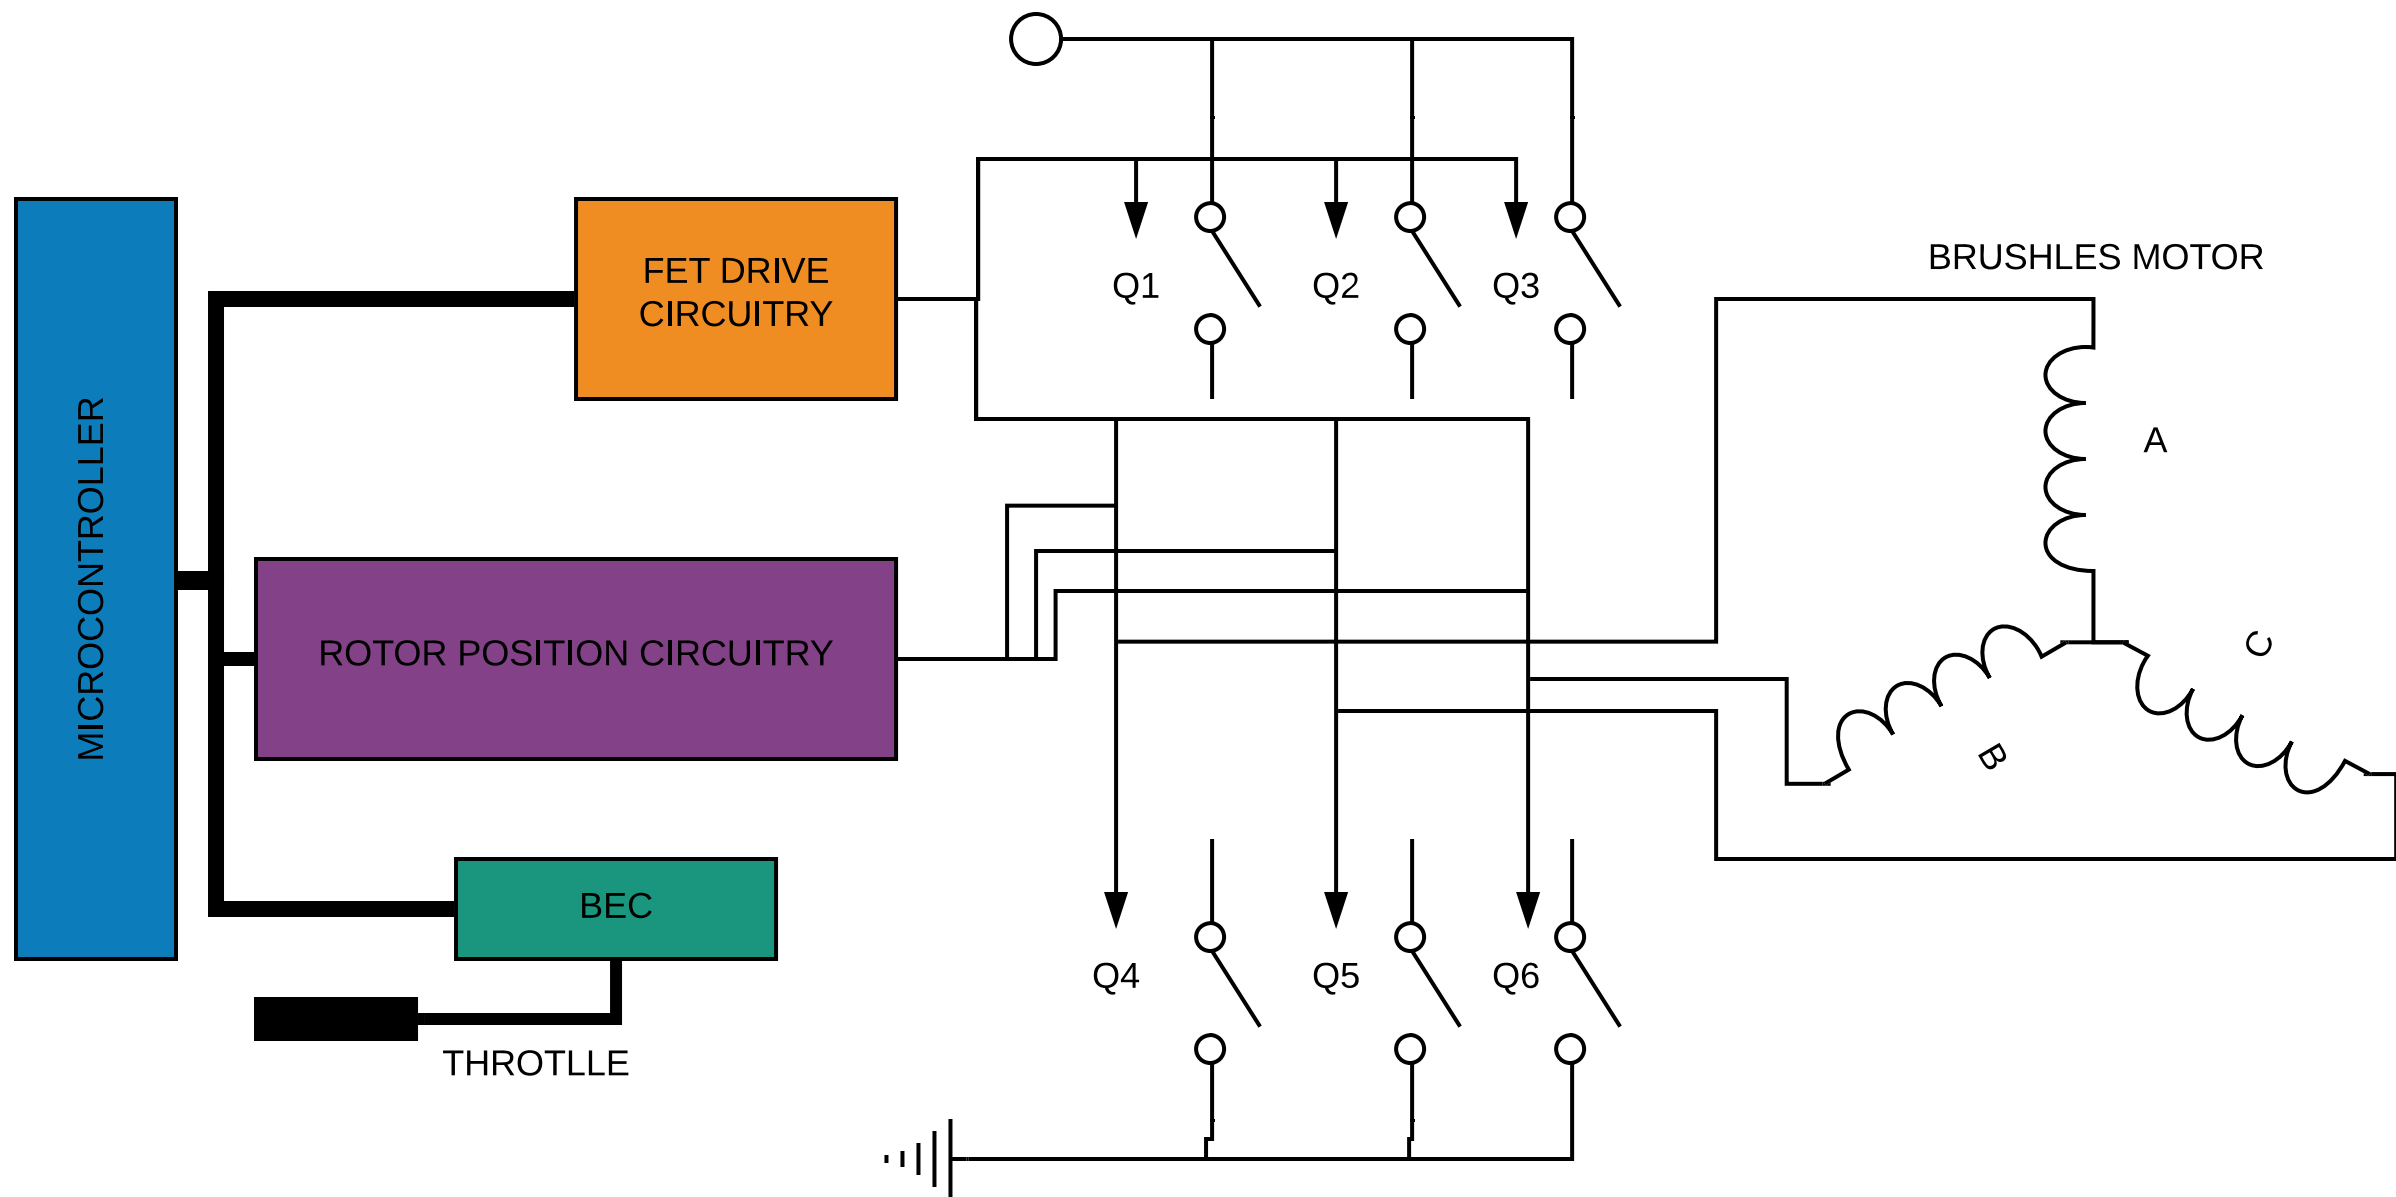 Q1
Q2
Q3
BRUSHLES MOTOR
FET DRIVE
CIRCUITRY
A
MICROCONTROLLER
ROTOR POSITION CIRCUITRY
C
B
BEC
Q4
Q5
Q6
THROTLLE